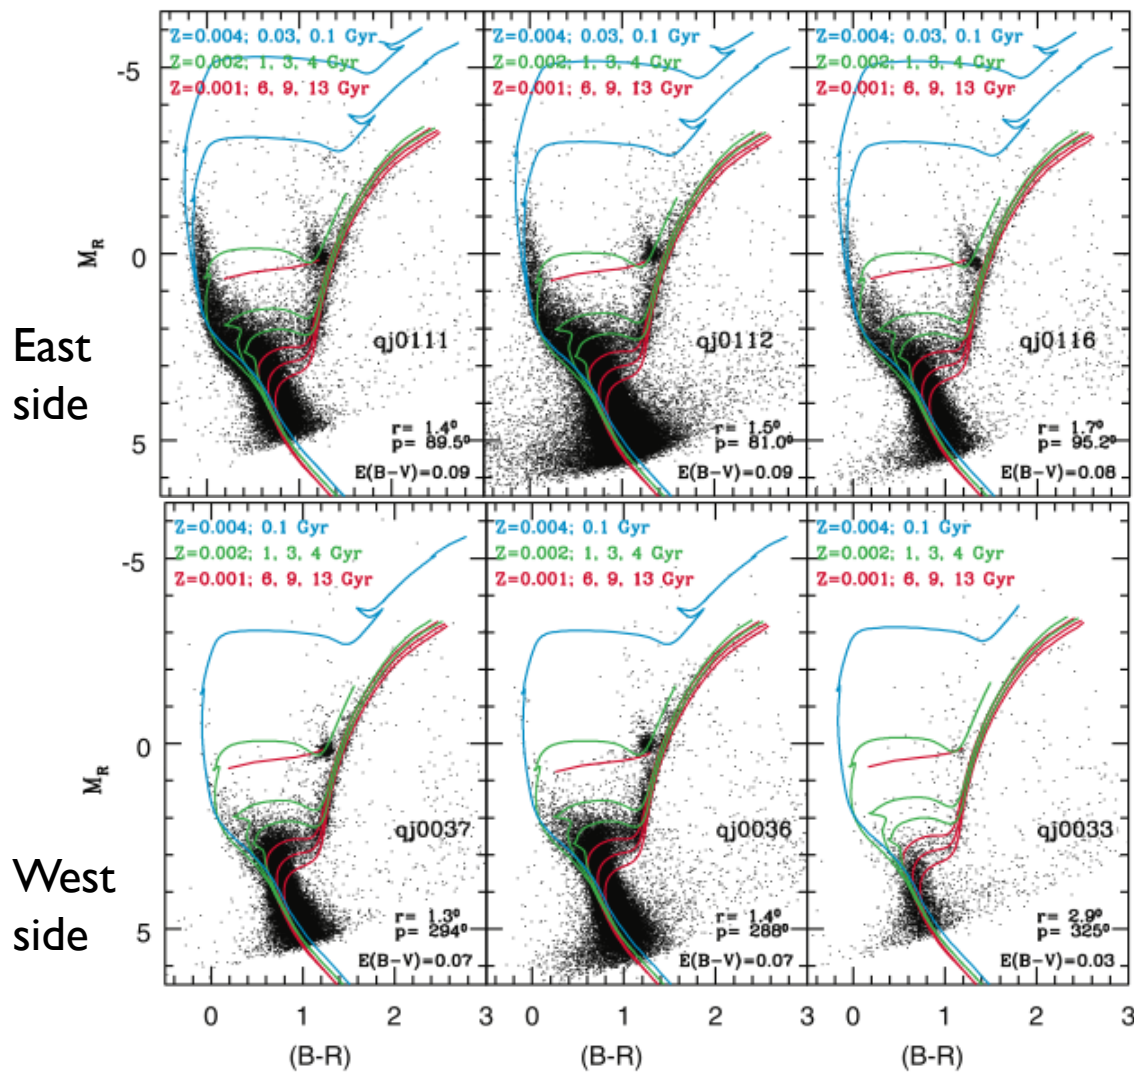 Z=0.004; 0.03, 0.1 Gyr
Z=0.002; 1, 3, 4 Gyr
Z=0.001; 6, 9, 13 Gyr
qj0111
r= 1.4°
p= 89.5°
E(B-V)=0.09
Z=0.004; 0.03, 0.1 Gyr
Z=0.002; 1, 3, 4 Gyr
Z=0.001; 6, 9, 13 Gyr
qj0112
r= 1.5°
p= 81.0°
E(B-V)=0.09
Z=0.004; 0.03, 0.1 Gyr
Z=0.002; 1, 3, 4 Gyr
Z=0.001; 6, 9, 13 Gyr
qj0116
r= 1.7°
p= 95.2°
E(B-V)=0.08
-5
0
5
M_R
East
side
Z=0.004; 0.1 Gyr
Z=0.002; 1, 3, 4 Gyr
Z=0.001; 6, 9, 13 Gyr
qj0037
r= 1.3°
p= 294°
E(B-V)=0.07
Z=0.004; 0.1 Gyr
Z=0.002; 1, 3, 4 Gyr
Z=0.001; 6, 9, 13 Gyr
qj0036
r= 1.4°
p= 288°
E(B-V)=0.07
Z=0.004; 0.1 Gyr
Z=0.002; 1, 3, 4 Gyr
Z=0.001; 6, 9, 13 Gyr
qj0033
r= 2.9°
p= 325°
E(B-V)=0.03
-5
0
5
M_R
West
side
0 1 2 3 0 1 2 0 1 2 3
(B-R) (B-R) (B-R)